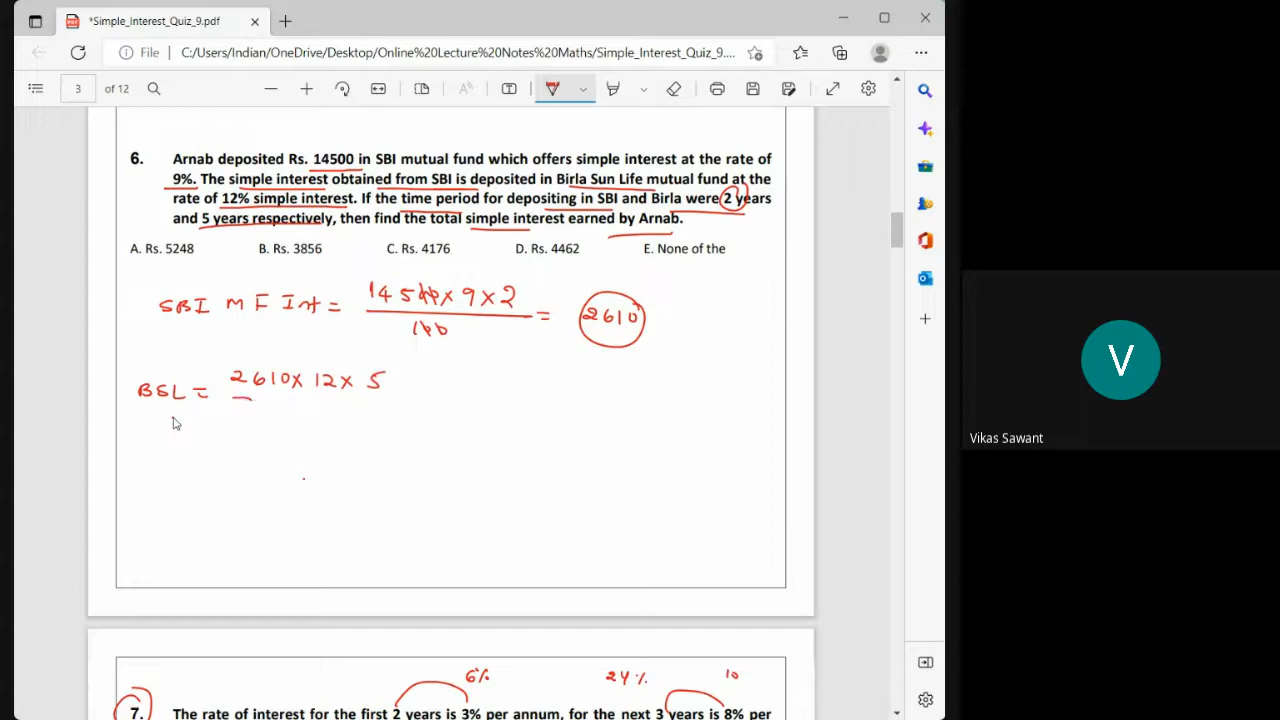 *Simple_Interest_Quiz_9.pdf
File C:/Users/Indian/OneDrive/Desktop/Online%20Lecture%20Notes%20Maths/Simple_Interest_Quiz_9....
3 of 12
6. Arnab deposited Rs. 14500 in SBI mutual fund which offers simple interest at the rate of
9%. The simple interest obtained from SBI is deposited in Birla Sun Life mutual fund at the
rate of 12% simple interest. If the time period for depositing in SBI and Birla were 2 years
and 5 years respectively, then find the total simple interest earned by Arnab.
A. Rs. 5248 B. Rs. 3856 C. Rs. 4176 D. Rs. 4462 E. None of the
SBI MF Int = 14500 x 9 x 2
= 2610
100
BSL = 2610 x 12 x 5
V
Vikas Sawant
6% 24% 10
7. The rate of interest for the first 2 years is 3% per annum, for the next 3 years is 8% per